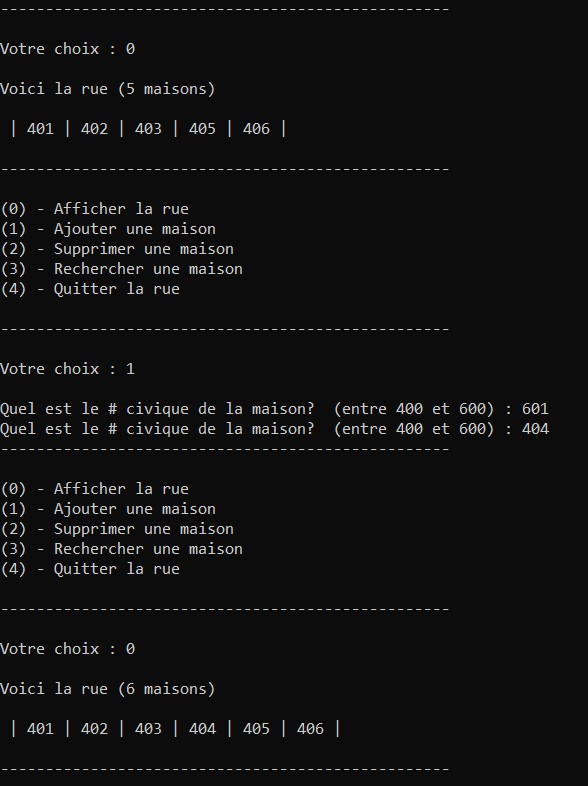 --------------------------------------------------
Votre choix : 0
Voici la rue (5 maisons)
| 401 | 402 | 403 | 405 | 406 |
--------------------------------------------------
(0) - Afficher la rue
(1) - Ajouter une maison
(2) - Supprimer une maison
(3) - Rechercher une maison
(4) - Quitter la rue
--------------------------------------------------
Votre choix : 1
Quel est le # civique de la maison?  (entre 400 et 600) : 601
Quel est le # civique de la maison?  (entre 400 et 600) : 404
--------------------------------------------------
(0) - Afficher la rue
(1) - Ajouter une maison
(2) - Supprimer une maison
(3) - Rechercher une maison
(4) - Quitter la rue
--------------------------------------------------
Votre choix : 0
Voici la rue (6 maisons)
| 401 | 402 | 403 | 404 | 405 | 406 |
--------------------------------------------------